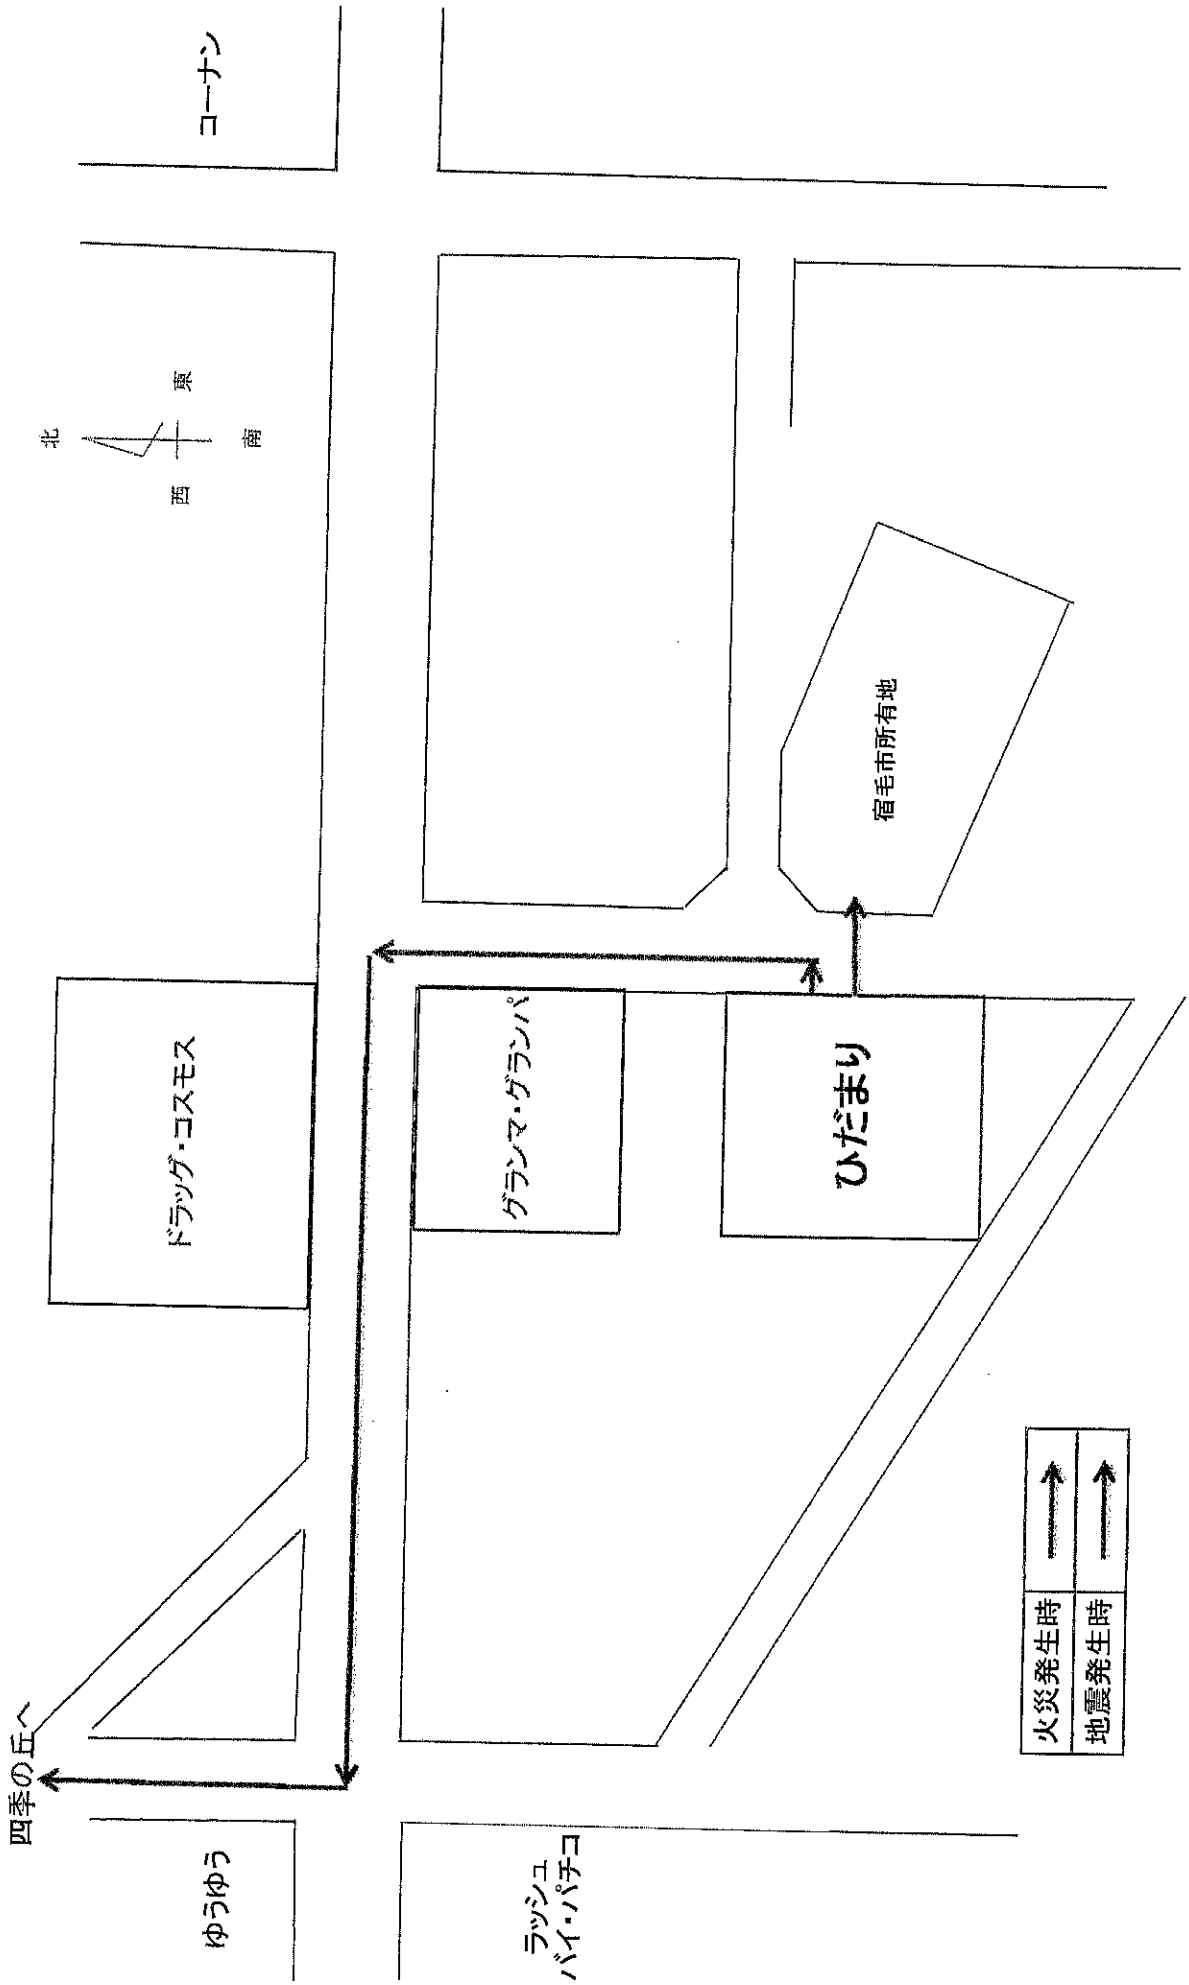 四季の丘へ
ゆうゆう
ラッシュ
バイ・パチコ
ドラッグ・コスモス
グランマ・グランパ
ひだまり
宿毛市所有地
コーナン
北
西
東
南
火災発生時
地震発生時